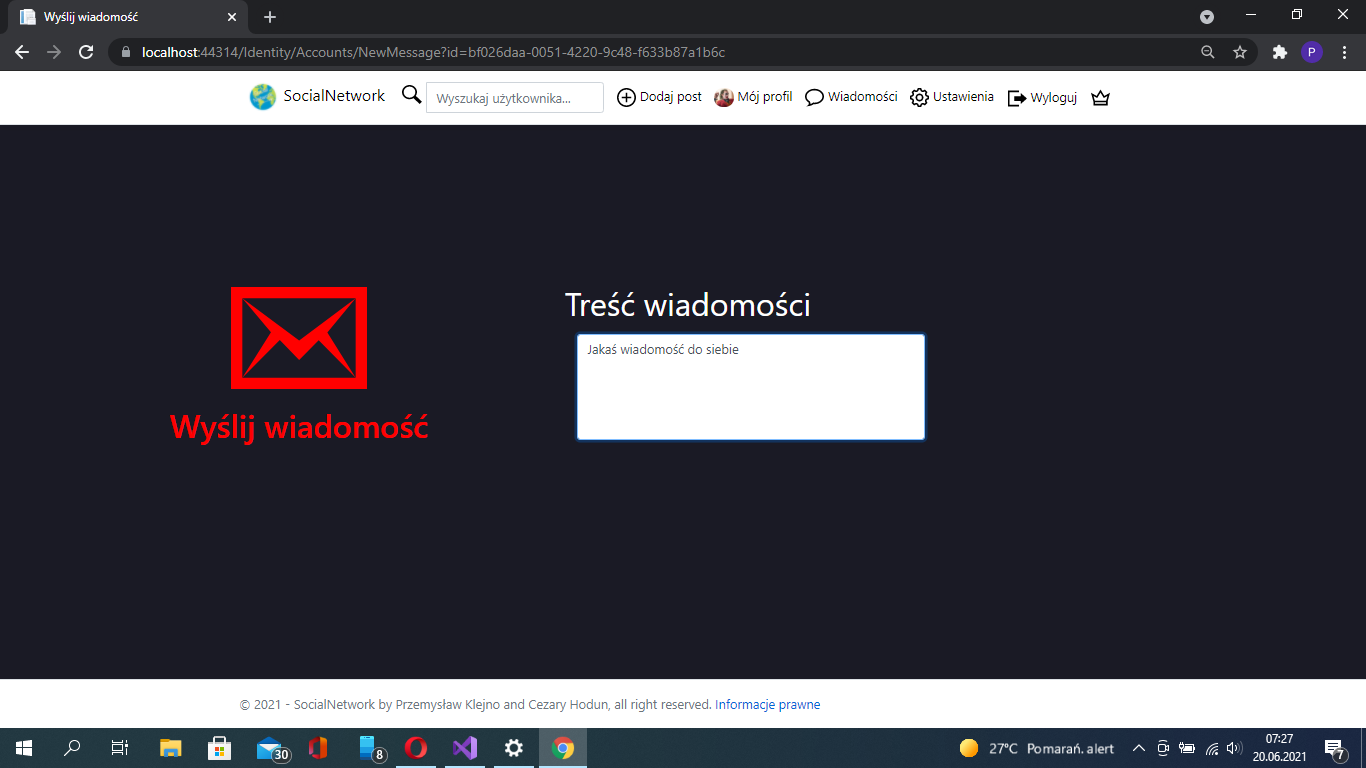 Wyślij wiadomość
localhost:44314/Identity/Accounts/NewMessage?id=bf026daa-0051-4220-9c48-f633b87a1b6c
P
SocialNetwork
Wyszukaj użytkownika...
Dodaj post
Mój profil
Wiadomości
Ustawienia
Wyloguj
Treść wiadomości
Jakaś wiadomość do siebie
Wyślij wiadomość
© 2021 - SocialNetwork by Przemysław Klejno and Cezary Hodun, all right reserved. Informacje prawne
30
8
27°C Pomarań. alert
07:27
20.06.2021
7